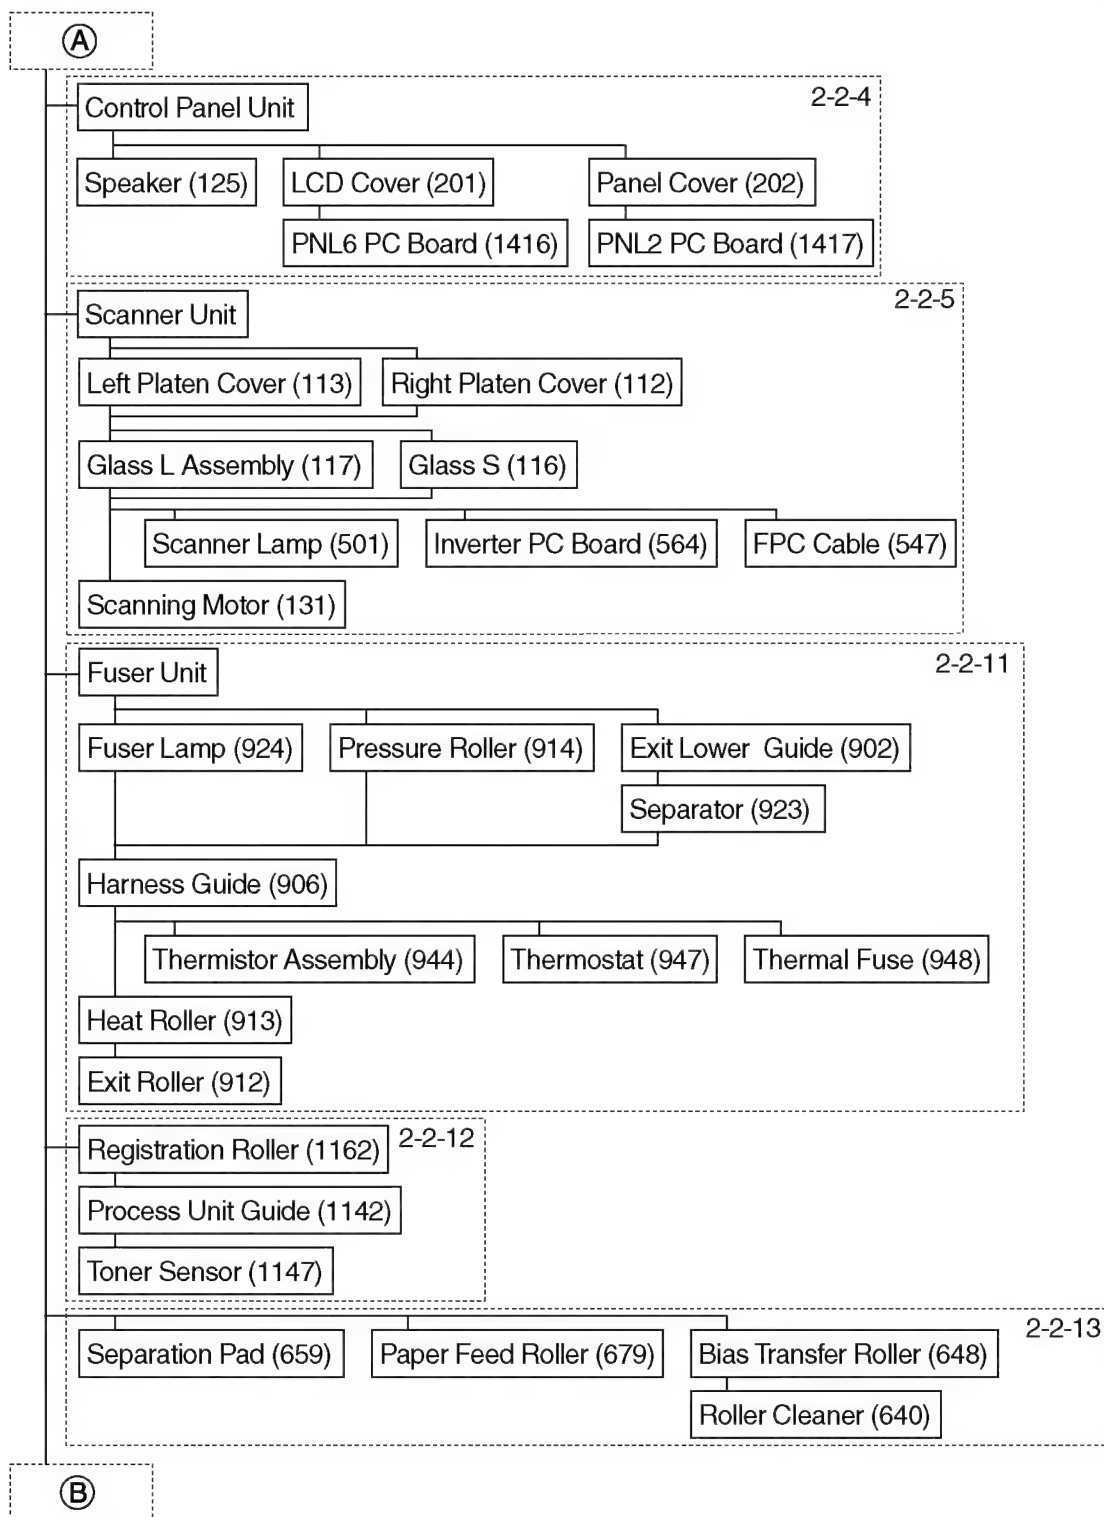 A
Control Panel Unit 2-2-4
Speaker (125) LCD Cover (201) Panel Cover (202)
PNL6 PC Board (1416) PNL2 PC Board (1417)
Scanner Unit 2-2-5
Left Platen Cover (113) Right Platen Cover (112)
Glass L Assembly (117) Glass S (116)
Scanner Lamp (501) Inverter PC Board (564) FPC Cable (547)
Scanning Motor (131)
Fuser Unit 2-2-11
Fuser Lamp (924) Pressure Roller (914) Exit Lower Guide (902)
Separator (923)
Harness Guide (906)
Thermistor Assembly (944) Thermostat (947) Thermal Fuse (948)
Heat Roller (913)
Exit Roller (912)
Registration Roller (1162) 2-2-12
Process Unit Guide (1142)
Toner Sensor (1147)
2-2-13
Separation Pad (659) Paper Feed Roller (679) Bias Transfer Roller (648)
Roller Cleaner (640)
B